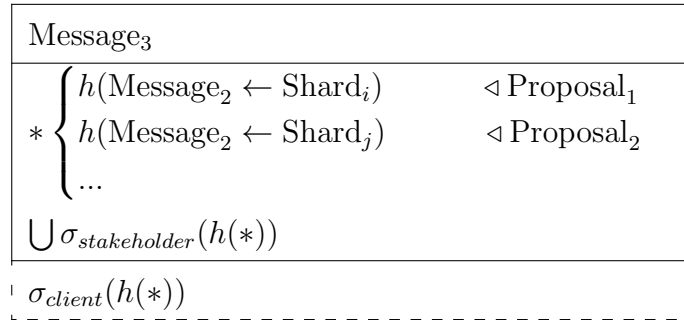 Message₃
* { h(Message₂ ← Shardᵢ) ◃ Proposal₁
h(Message₂ ← Shardⱼ) ◃ Proposal₂
...
⋃ σ_stakeholder(h(*))
σ_client(h(*))